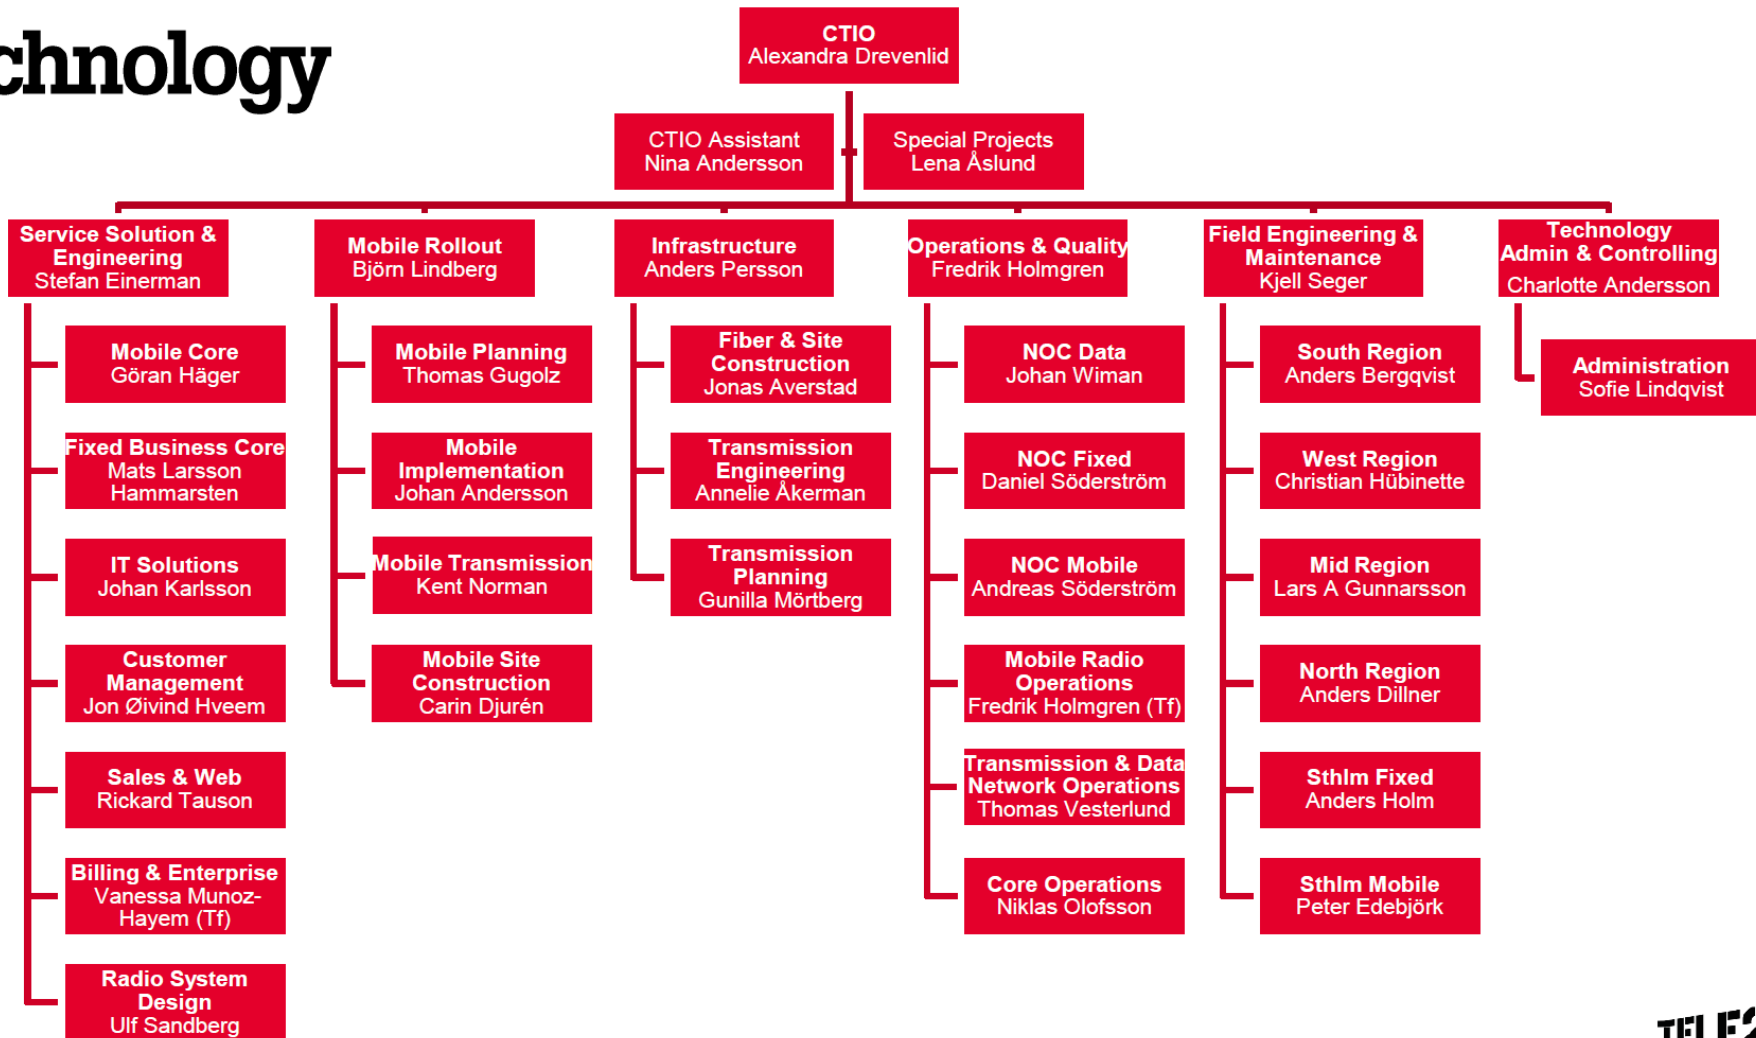 chnology
CTIO
Alexandra Drevenlid
CTIO Assistant
Nina Andersson
Special Projects
Lena Åslund
Service Solution &
Engineering
Stefan Einerman
Mobile Core
Göran Häger
Fixed Business Core
Mats Larsson
Hammarsten
IT Solutions
Johan Karlsson
Customer
Management
Jon Øivind Hveem
Sales & Web
Rickard Tauson
Billing & Enterprise
Vanessa Munoz-
Hayem (Tf)
Radio System
Design
Ulf Sandberg
Mobile Rollout
Björn Lindberg
Mobile Planning
Thomas Gugolz
Mobile
Implementation
Johan Andersson
Mobile Transmission
Kent Norman
Mobile Site
Construction
Carin Djurén
Infrastructure
Anders Persson
Fiber & Site
Construction
Jonas Averstad
Transmission
Engineering
Annelie Åkerman
Transmission
Planning
Gunilla Mörtberg
Operations & Quality
Fredrik Holmgren
NOC Data
Johan Wiman
NOC Fixed
Daniel Söderström
NOC Mobile
Andreas Söderström
Mobile Radio
Operations
Fredrik Holmgren (Tf)
Transmission & Data
Network Operations
Thomas Vesterlund
Core Operations
Niklas Olofsson
Field Engineering &
Maintenance
Kjell Seger
South Region
Anders Bergqvist
West Region
Christian Hübinette
Mid Region
Lars A Gunnarsson
North Region
Anders Dillner
Sthlm Fixed
Anders Holm
Sthlm Mobile
Peter Edebjörk
Technology
Admin & Controlling
Charlotte Andersson
Administration
Sofie Lindqvist
TELE2